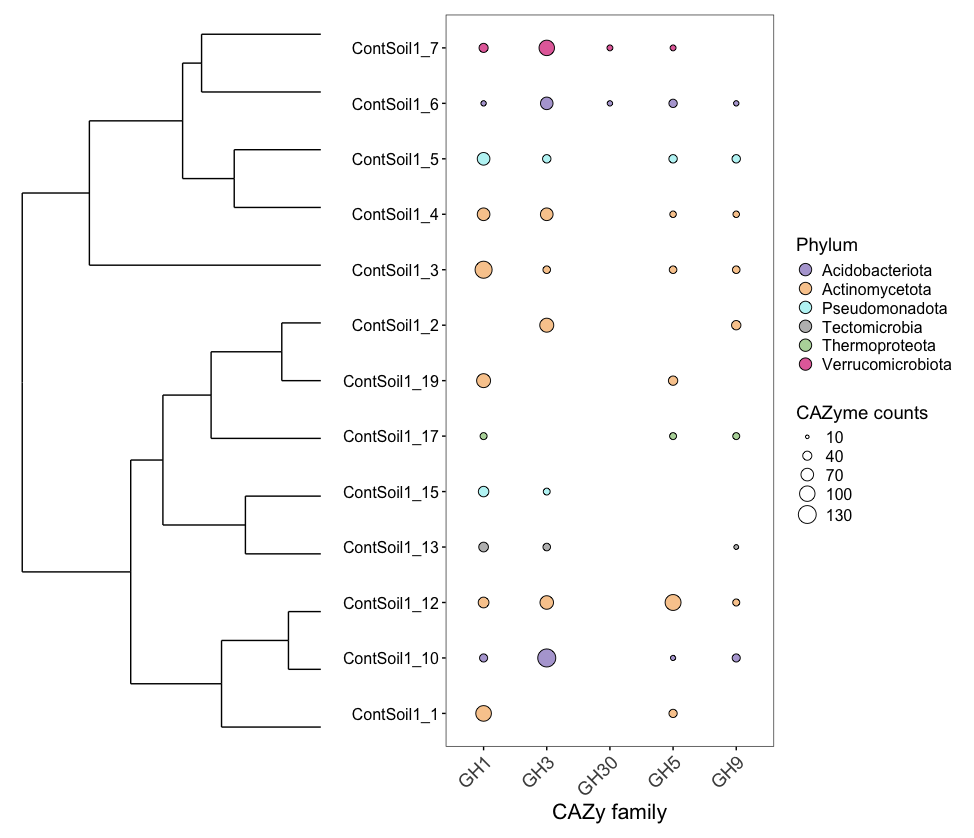 ContSoil1_7
ContSoil1_6
ContSoil1_5
ContSoil1_4
ContSoil1_3
ContSoil1_2
ContSoil1_19
ContSoil1_17
ContSoil1_15
ContSoil1_13
ContSoil1_12
ContSoil1_10
ContSoil1_1
GH1
GH3
GH30
GH5
GH9
CAZy family
Phylum
Acidobacteriota
Actinomycetota
Pseudomonadota
Tectomicrobia
Thermoproteota
Verrucomicrobiota
CAZyme counts
10
40
70
100
130